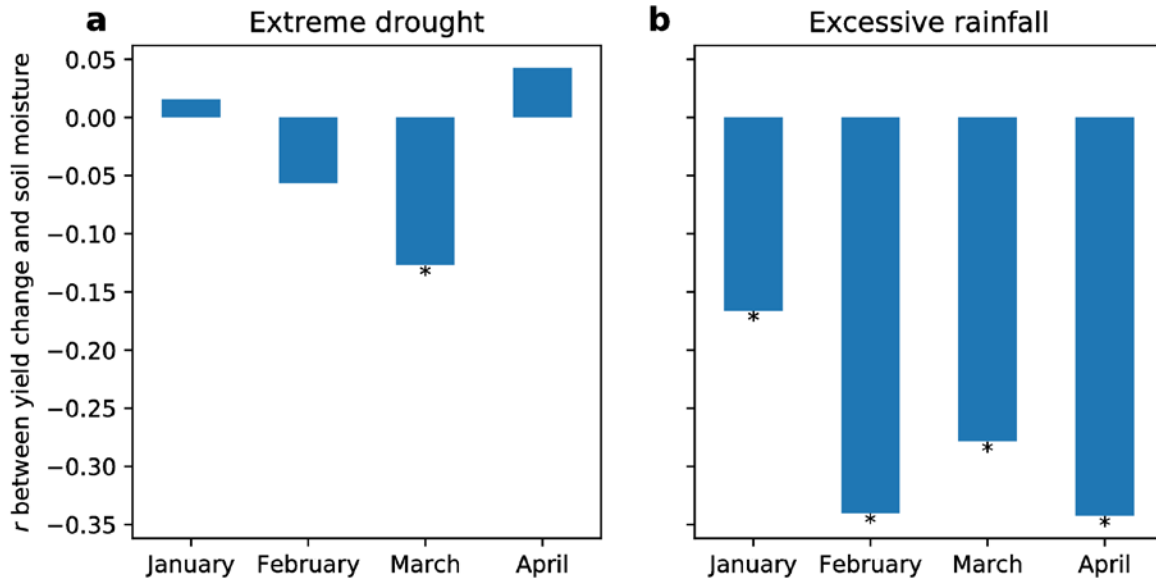 a Extreme drought
r between yield change and soil moisture
0.05
0.00
−0.05
−0.10
−0.15
−0.20
−0.25
−0.30
−0.35
*
January February March April
b Excessive rainfall
*
*
*
*
January February March April